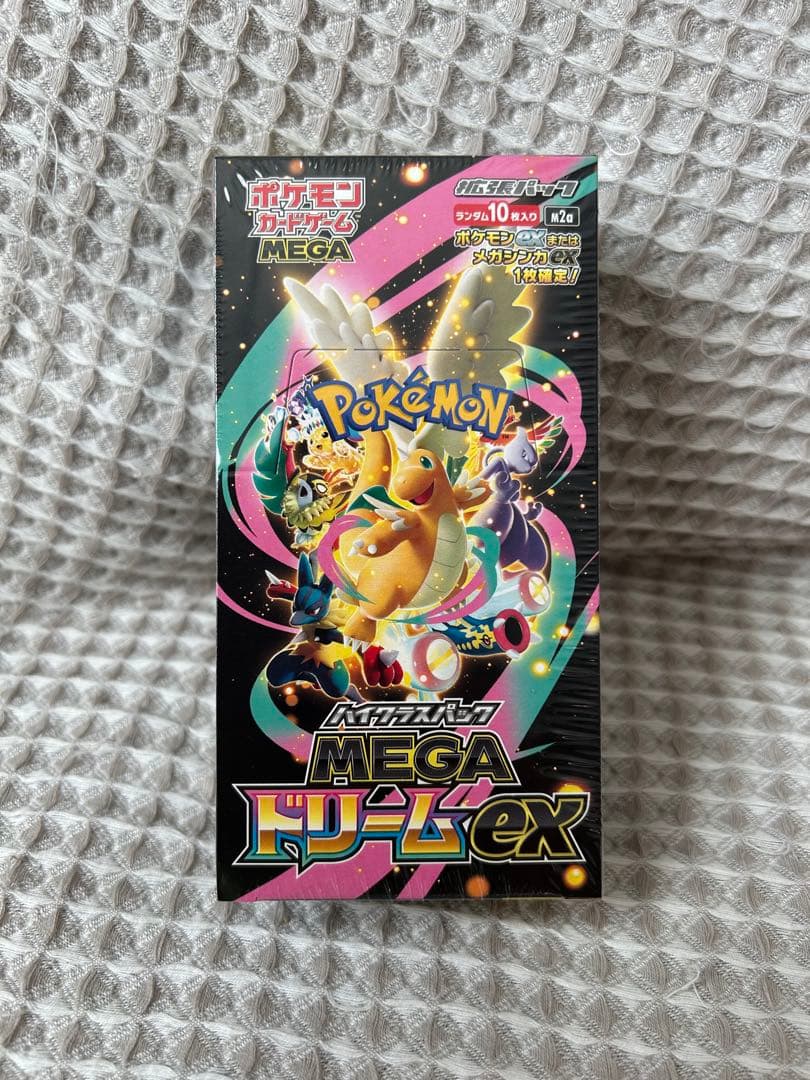 ポケモン
カードゲーム
MEGA
拡張パック
ランダム10枚入り M2a
ポケモンexまたは
メガシンカex
1枚確定!
POKéMON
ハイクラスパック
MEGA
ドリームex